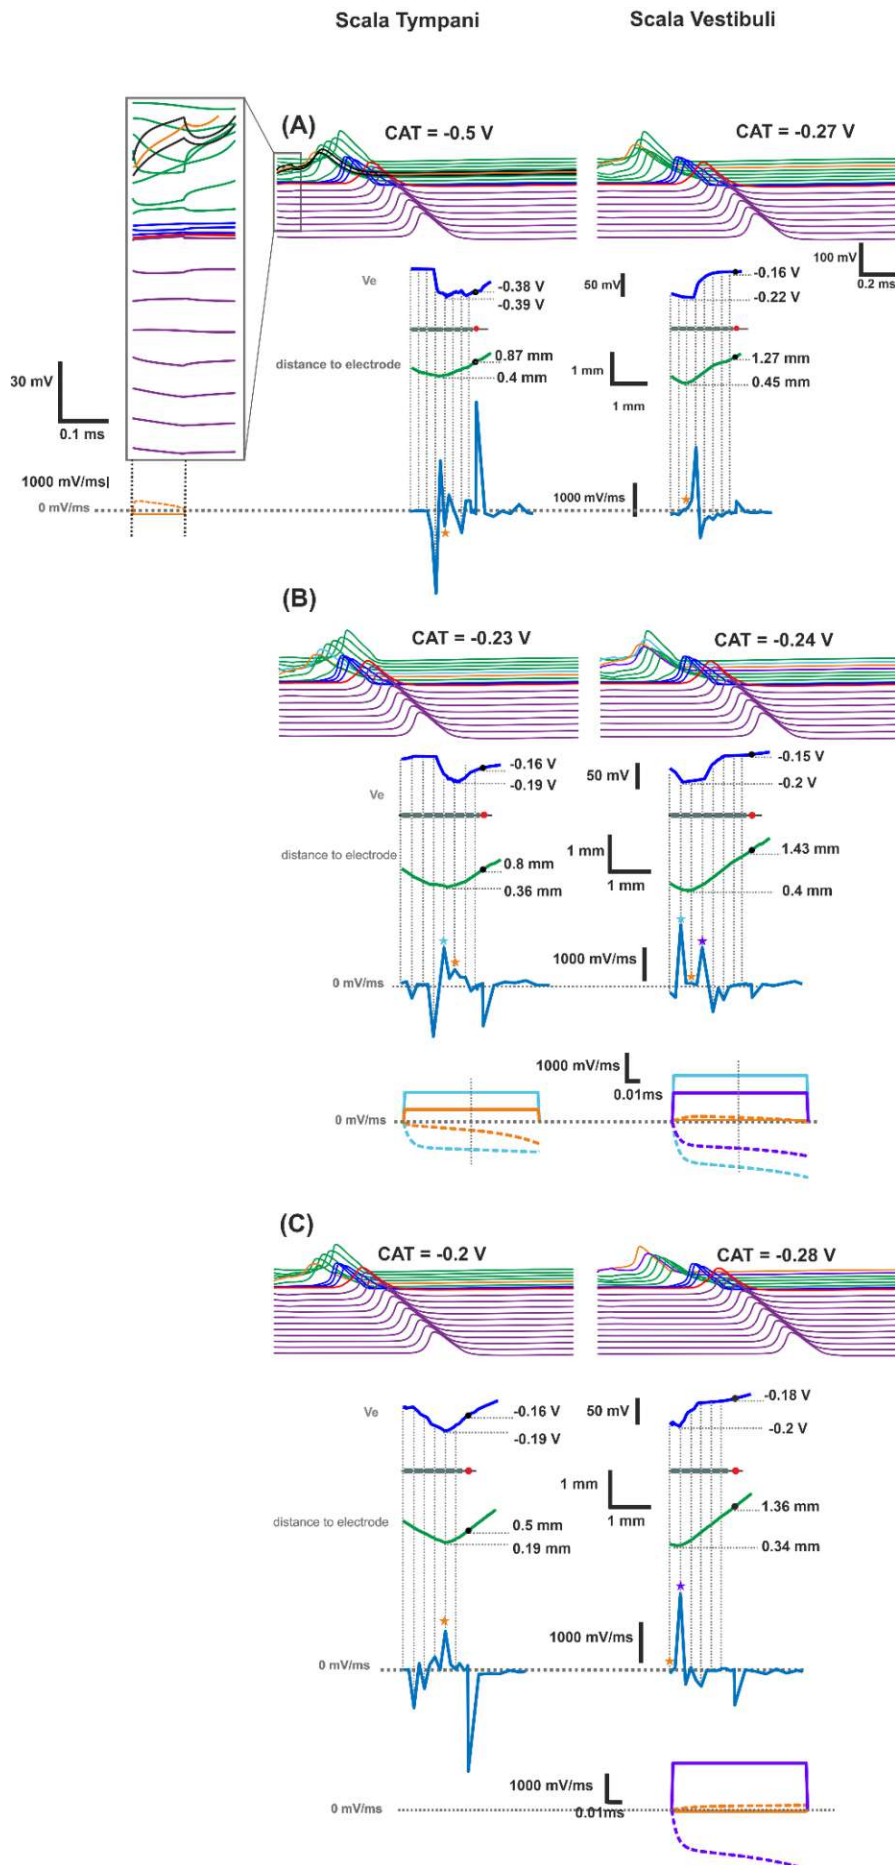 Scala Tympani
Scala Vestibuli
(A)
CAT = -0.5 V
CAT = -0.27 V
100 mV
0.2 ms
Ve
-0.38 V
-0.39 V
50 mV
-0.16 V
-0.22 V
distance to electrode
0.87 mm
0.4 mm
1 mm
1 mm
1.27 mm
0.45 mm
30 mV
0.1 ms
1000 mV/ms
0 mV/ms
1000 mV/ms
(B)
CAT = -0.23 V
CAT = -0.24 V
Ve
-0.16 V
-0.19 V
50 mV
-0.15 V
-0.2 V
distance to electrode
0.8 mm
0.36 mm
1 mm
1 mm
1.43 mm
0.4 mm
1000 mV/ms
0 mV/ms
1000 mV/ms
0.01ms
0 mV/ms
(C)
CAT = -0.2 V
CAT = -0.28 V
Ve
-0.16 V
-0.19 V
50 mV
-0.18 V
-0.2 V
distance to electrode
0.5 mm
0.19 mm
1 mm
1 mm
1.36 mm
0.34 mm
1000 mV/ms
0 mV/ms
1000 mV/ms
0.01ms
0 mV/ms